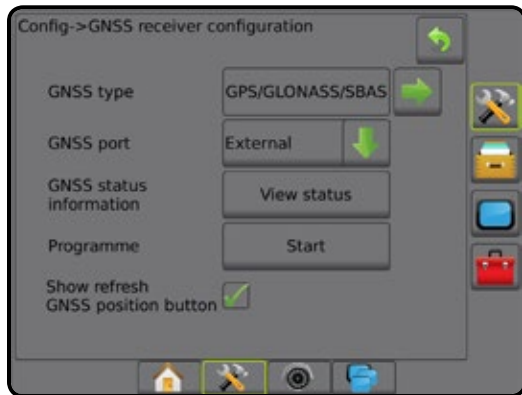 Config->GNSS receiver configuration
GNSS type
GPS/GLONASS/SBAS
GNSS port
External
GNSS status
information
View status
Programme
Start
Show refresh
GNSS position button